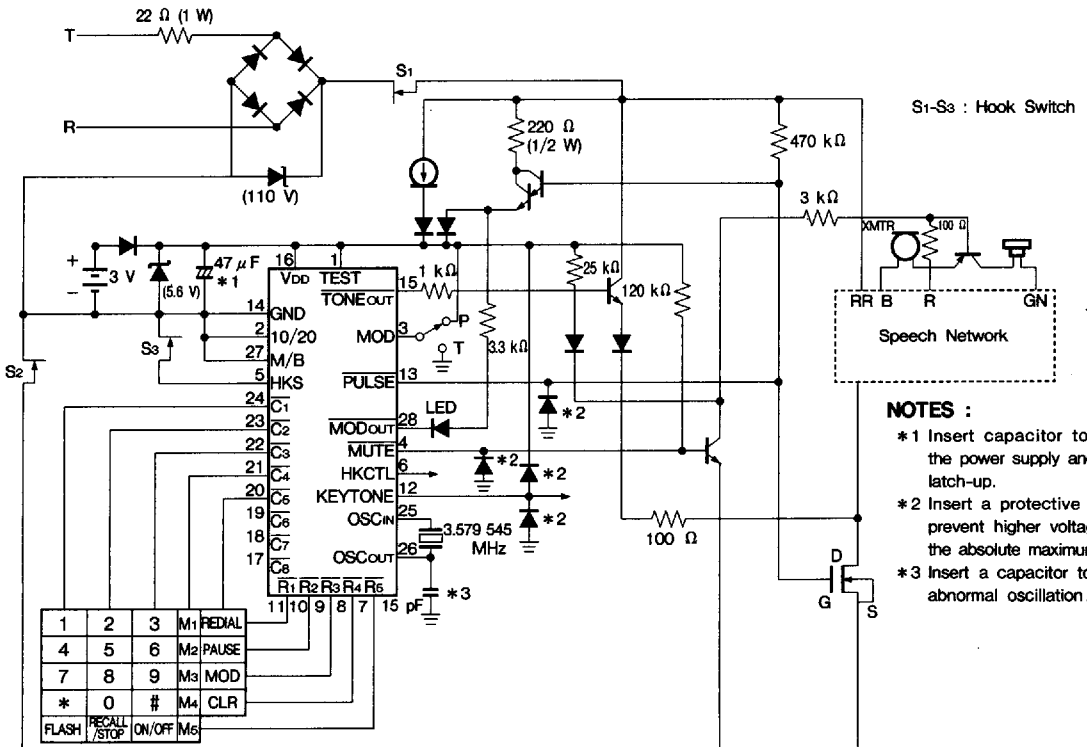 22 Ω (1 W)
T
R
S1
(110 V)
220 Ω
(1/2 W)
470 kΩ
S1-S3 : Hook Switch
3 kΩ
XMTR
100 Ω
RR B R GN
Speech Network
+
3 V
−
(5.6 V)
47 μF
*1
S3
S2
16 1
VDD TEST
15 TONEOUT
1 kΩ
25 kΩ
120 kΩ
14 GND
2 10/20
27 M/B
5 HKS
MOD 3
P
T
3.3 kΩ
PULSE 13
*2
LED
MODOUT 28
MUTE 4
*2
HKCTL 6
*2
KEYTONE 12
*2
OSCIN 25
3.579 545
MHz
OSCOUT 26
*3
pF
24 C1
23 C2
22 C3
21 C4
20 C5
19 C6
18 C7
17 C8
R1 R2 R3 R4 R5
11 10 9 8 7 15
100 Ω
D
G
S
1 2 3 M1 REDIAL
4 5 6 M2 PAUSE
7 8 9 M3 MOD
* 0 # M4 CLR
FLASH RECALL/STOP ON/OFF M5
NOTES :
*1 Insert capacitor to
the power supply and
latch-up.
*2 Insert a protective
prevent higher voltag
the absolute maximum
*3 Insert a capacitor to
abnormal oscillation.